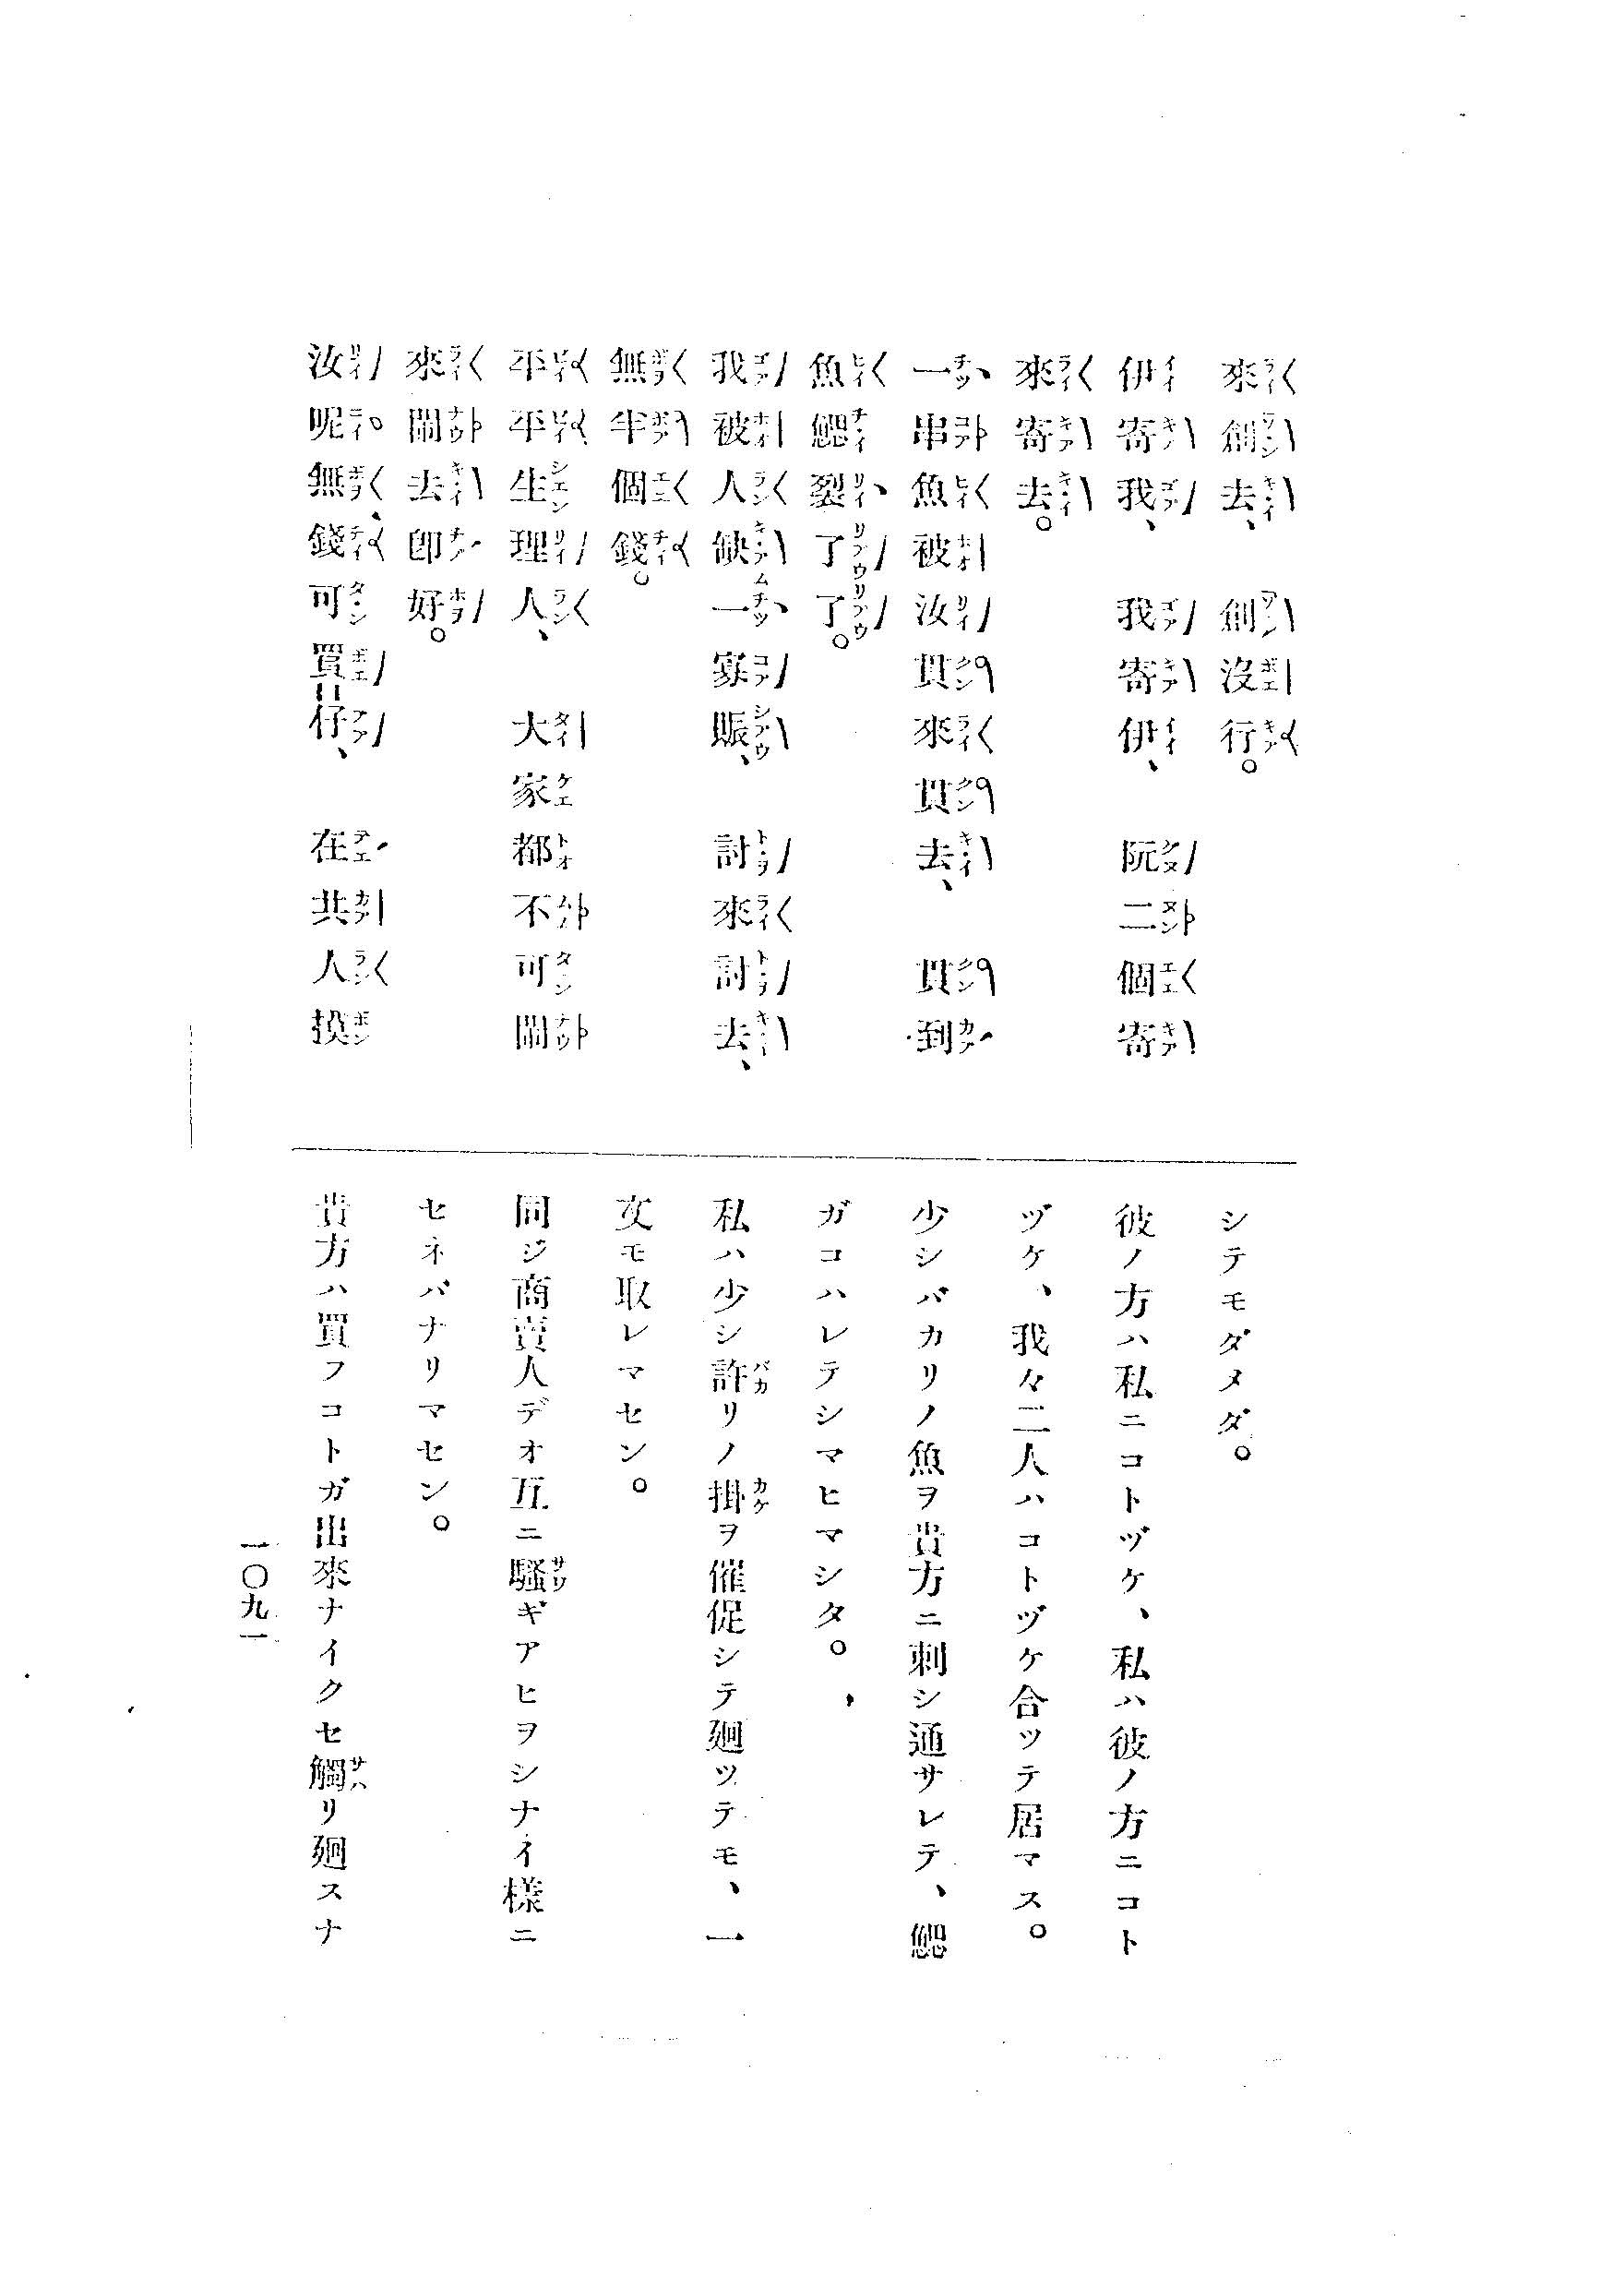 來創去、創沒行。
伊寄我、我寄伊、阮二個寄
來寄去。
一串魚被汝貫來貫去、貫到
魚鰓裂了了。
我被人缺一寡賬、討來討去、
無半個錢。
平平生理人、大家都不可鬧
來鬧去卽好。
汝呢無錢可買仔、在共人摸
シテモダメダ。
彼ノ方ハ私ニコトヅケ、私ハ彼ノ方ニコト
ヅケ、我々二人ハコトヅケ合ツテ居マス。
少シバカリノ魚ヲ貴方ニ刺シ通サレテ、鰓
ガコハレテシマヒマシタ。
私ハ少シ許リノ掛ヲ催促シテ廻ツテモ、一
文モ取レマセン。
同ジ商賣人デオ互ニ騷ギアヒヲシナイ樣ニ
セネバナリマセン。
貴方ハ買フコトガ出來ナイクセ觸リ廻スナ
一〇九一